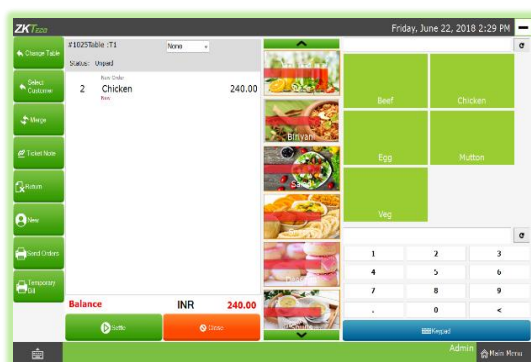 ZKTeco
Friday, June 22, 2018 2:29 PM
Change Table
#1025Table :T1
None
Status: Unpaid
Select
Customer
New Order
2 Chicken 240.00
New
Merge
Ticket Note
Return
New
Send Orders
Temporary
Bill
Biriyani
Salad
Beef
Chicken
Egg
Mutton
Veg
1 2 3
4 5 6
7 8 9
. 0 <
Keypad
Balance INR 240.00
Settle
Close
Admin
Main Menu